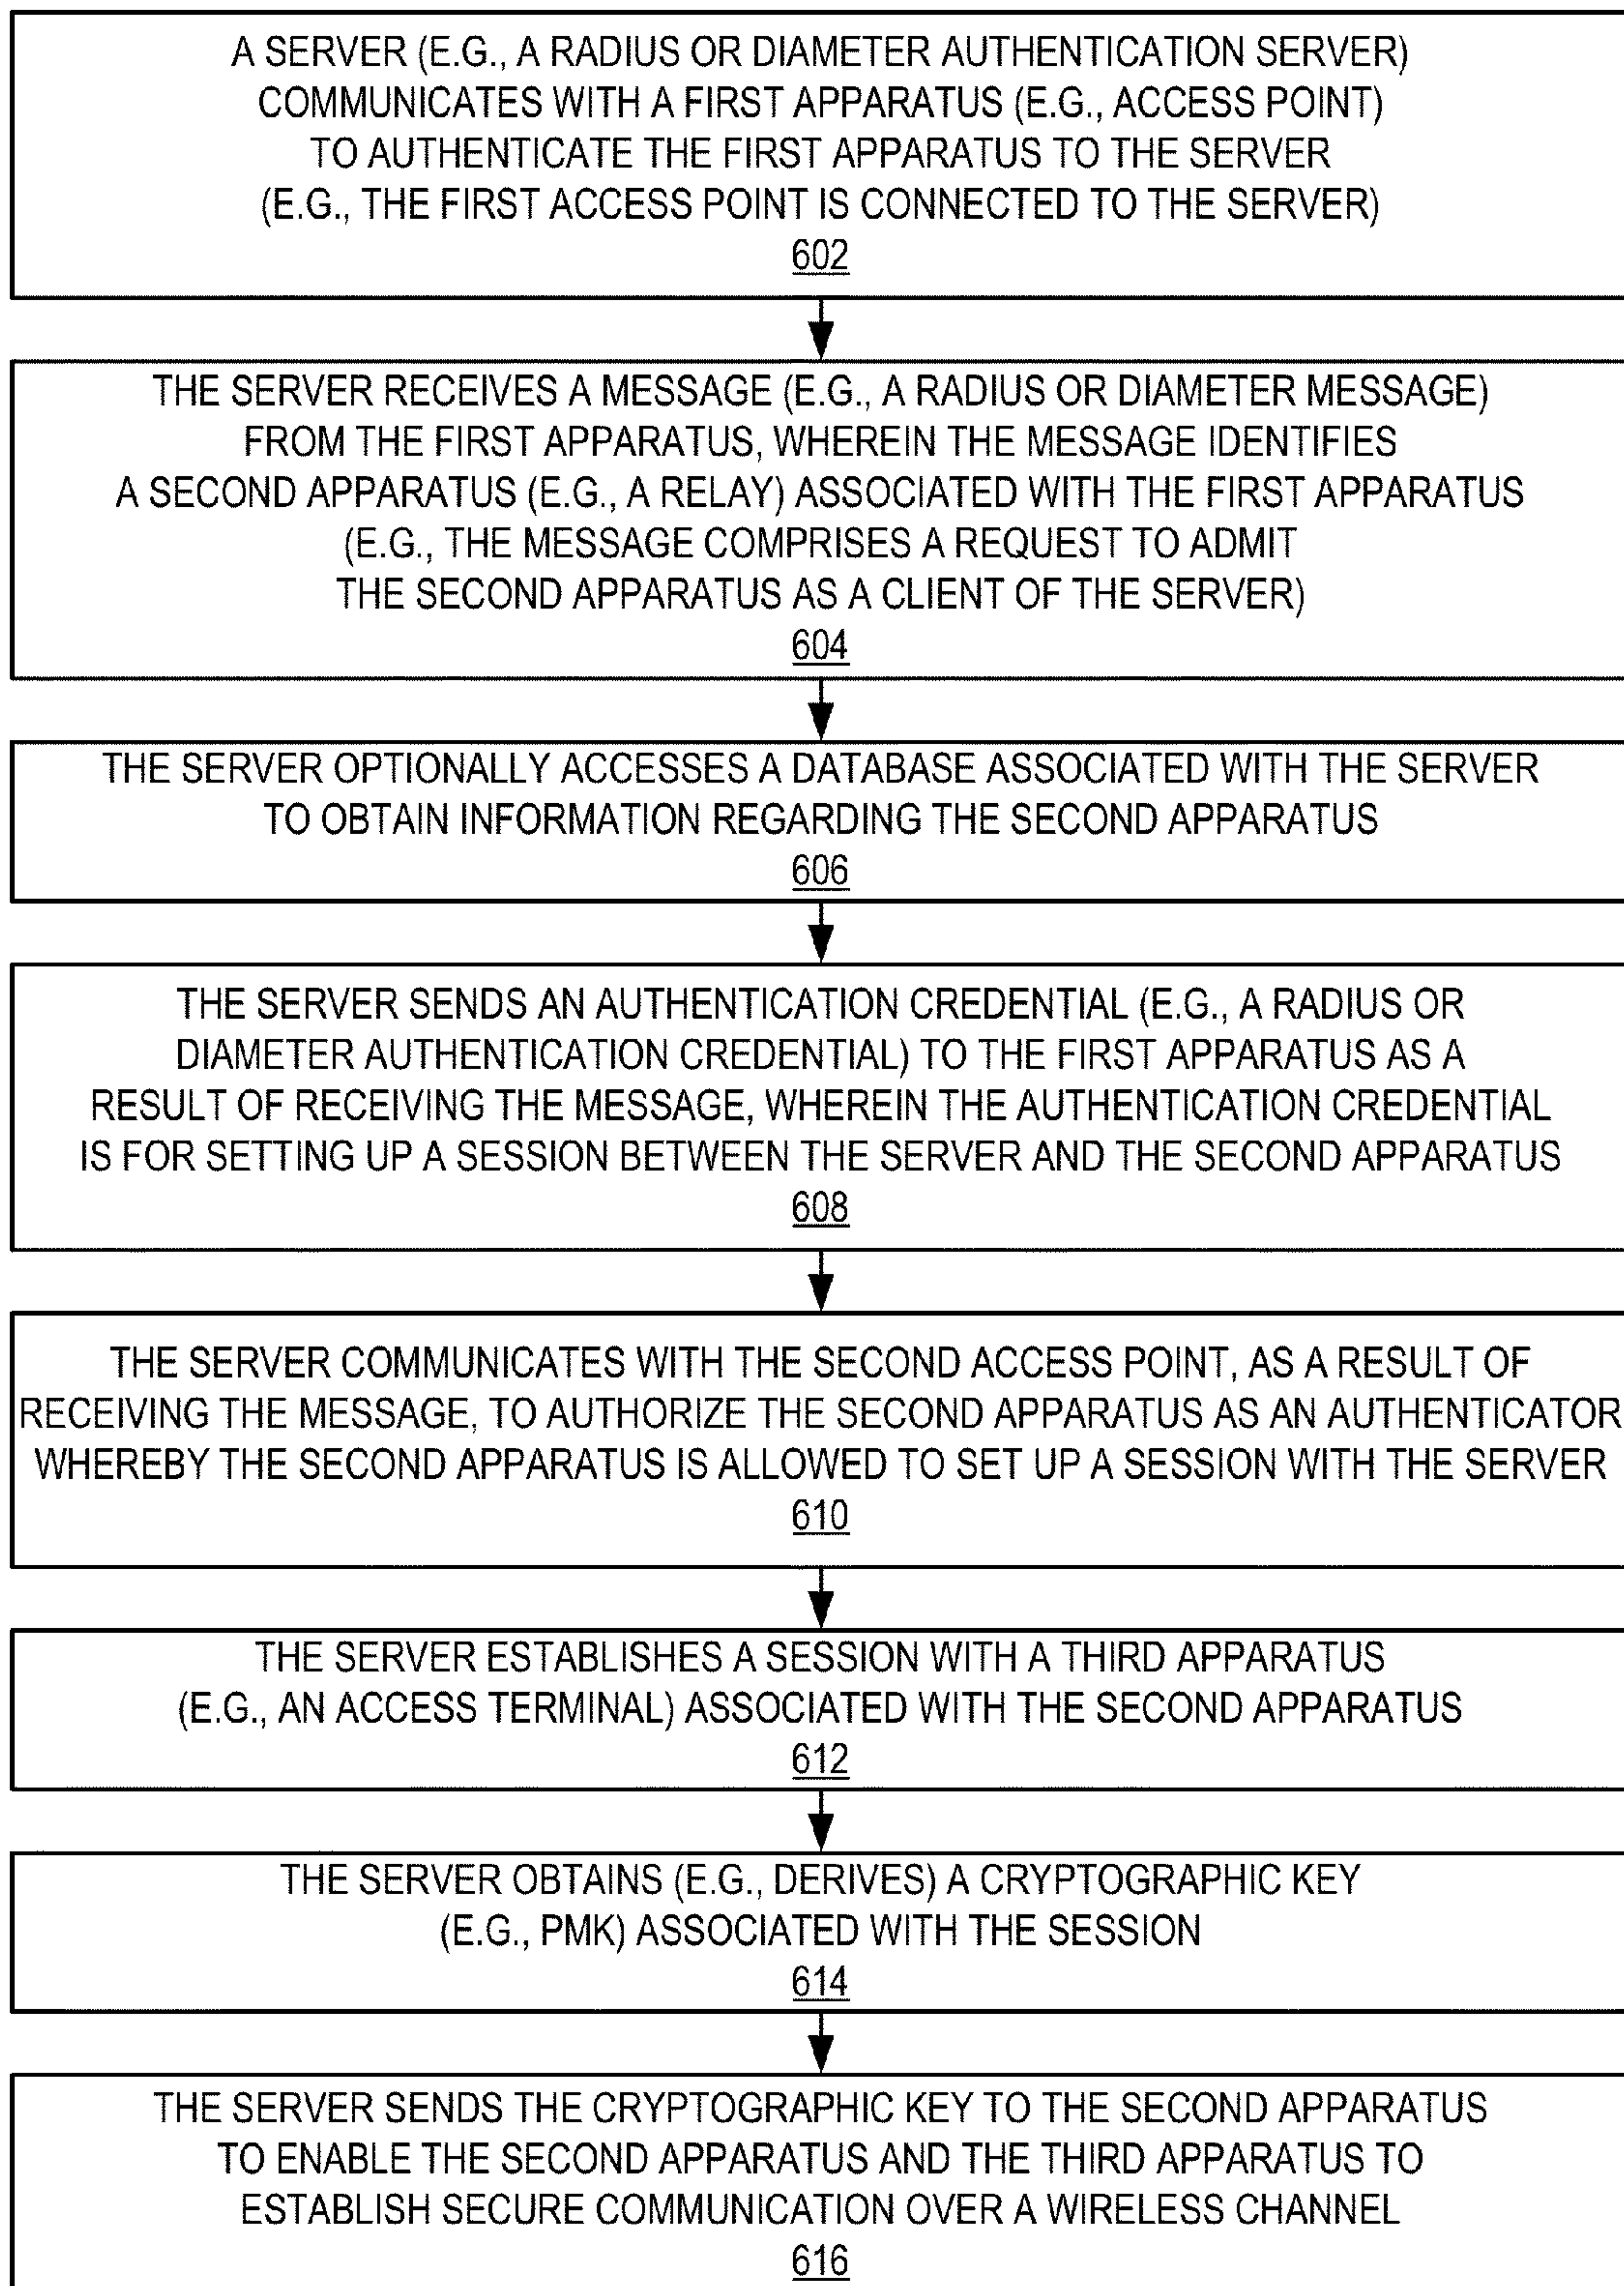 A SERVER (E.G., A RADIUS OR DIAMETER AUTHENTICATION SERVER)
COMMUNICATES WITH A FIRST APPARATUS (E.G., ACCESS POINT)
TO AUTHENTICATE THE FIRST APPARATUS TO THE SERVER
(E.G., THE FIRST ACCESS POINT IS CONNECTED TO THE SERVER)
602
THE SERVER RECEIVES A MESSAGE (E.G., A RADIUS OR DIAMETER MESSAGE)
FROM THE FIRST APPARATUS, WHEREIN THE MESSAGE IDENTIFIES
A SECOND APPARATUS (E.G., A RELAY) ASSOCIATED WITH THE FIRST APPARATUS
(E.G., THE MESSAGE COMPRISES A REQUEST TO ADMIT
THE SECOND APPARATUS AS A CLIENT OF THE SERVER)
604
THE SERVER OPTIONALLY ACCESSES A DATABASE ASSOCIATED WITH THE SERVER
TO OBTAIN INFORMATION REGARDING THE SECOND APPARATUS
606
THE SERVER SENDS AN AUTHENTICATION CREDENTIAL (E.G., A RADIUS OR
DIAMETER AUTHENTICATION CREDENTIAL) TO THE FIRST APPARATUS AS A
RESULT OF RECEIVING THE MESSAGE, WHEREIN THE AUTHENTICATION CREDENTIAL
IS FOR SETTING UP A SESSION BETWEEN THE SERVER AND THE SECOND APPARATUS
608
THE SERVER COMMUNICATES WITH THE SECOND ACCESS POINT, AS A RESULT OF
RECEIVING THE MESSAGE, TO AUTHORIZE THE SECOND APPARATUS AS AN AUTHENTICATOR
WHEREBY THE SECOND APPARATUS IS ALLOWED TO SET UP A SESSION WITH THE SERVER
610
THE SERVER ESTABLISHES A SESSION WITH A THIRD APPARATUS
(E.G., AN ACCESS TERMINAL) ASSOCIATED WITH THE SECOND APPARATUS
612
THE SERVER OBTAINS (E.G., DERIVES) A CRYPTOGRAPHIC KEY
(E.G., PMK) ASSOCIATED WITH THE SESSION
614
THE SERVER SENDS THE CRYPTOGRAPHIC KEY TO THE SECOND APPARATUS
TO ENABLE THE SECOND APPARATUS AND THE THIRD APPARATUS TO
ESTABLISH SECURE COMMUNICATION OVER A WIRELESS CHANNEL
616